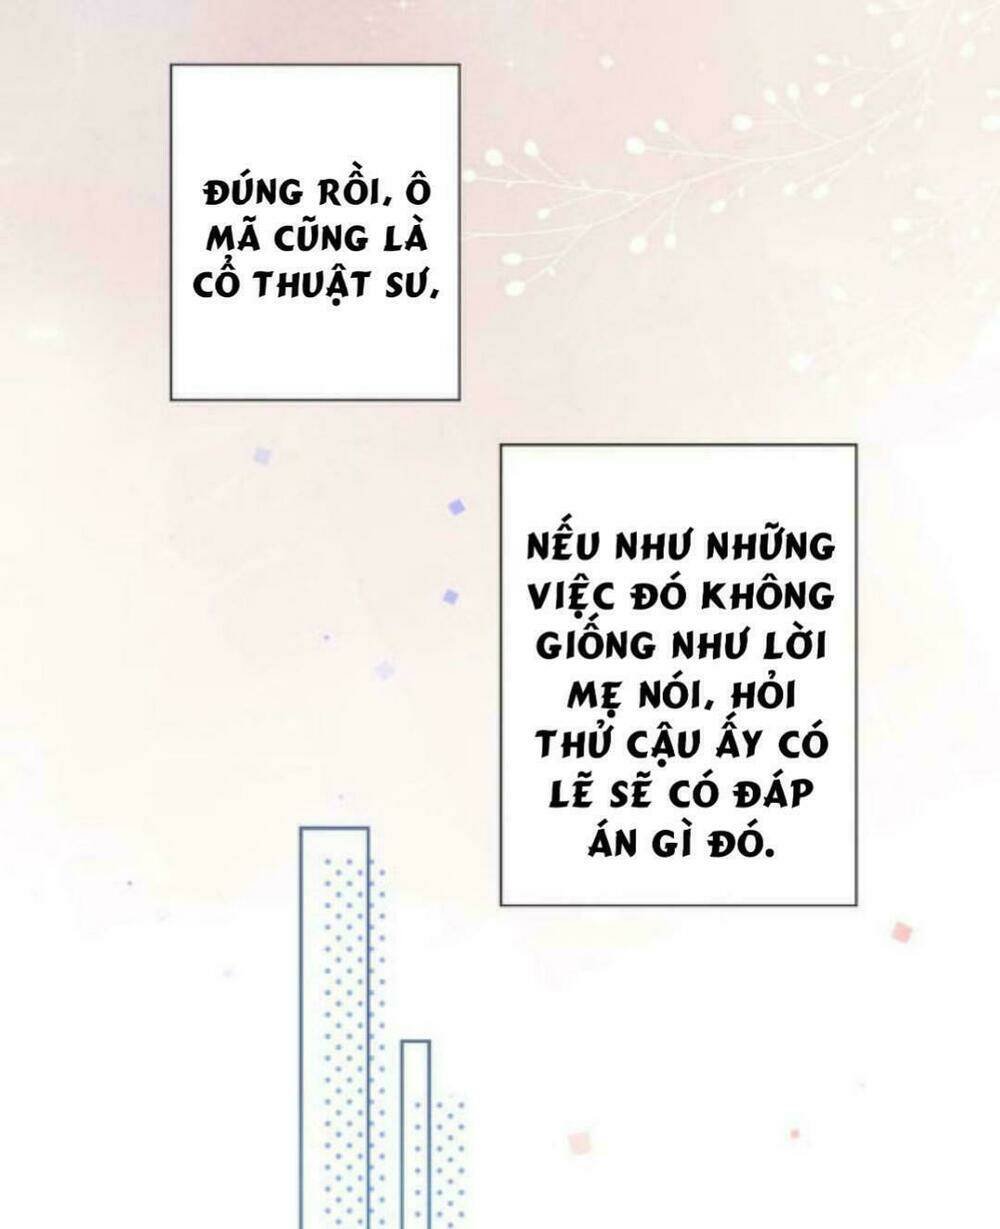 ĐÚNG RỒI, Ô
MÃ CŨNG LÀ
CỔ THUẬT SƯ,
NẾU NHƯ NHỮNG
VIỆC ĐÓ KHÔNG
GIỐNG NHƯ LỜI
MẸ NÓI, HỎI
THỬ CẬU ẤY CÓ
LẼ SẼ CÓ ĐÁP
ÁN GÌ ĐÓ.